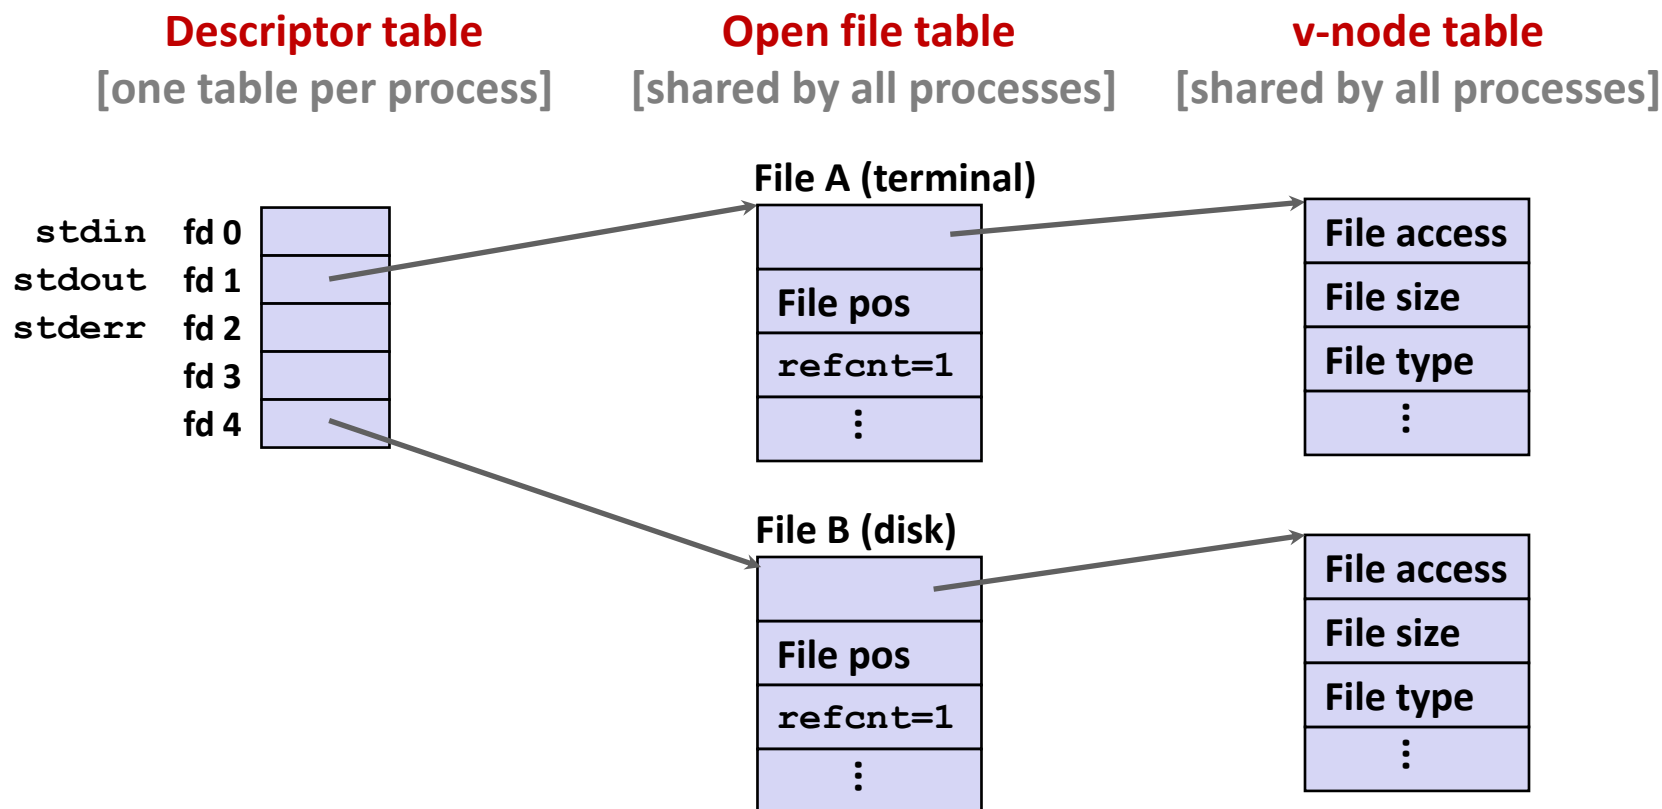 Descriptor table
[one table per process]
Open file table
[shared by all processes]
v-node table
[shared by all processes]
stdin fd 0
stdout fd 1
stderr fd 2
fd 3
fd 4
File A (terminal)
File pos
refcnt=1
⋮
File access
File size
File type
⋮
File B (disk)
File pos
refcnt=1
⋮
File access
File size
File type
⋮